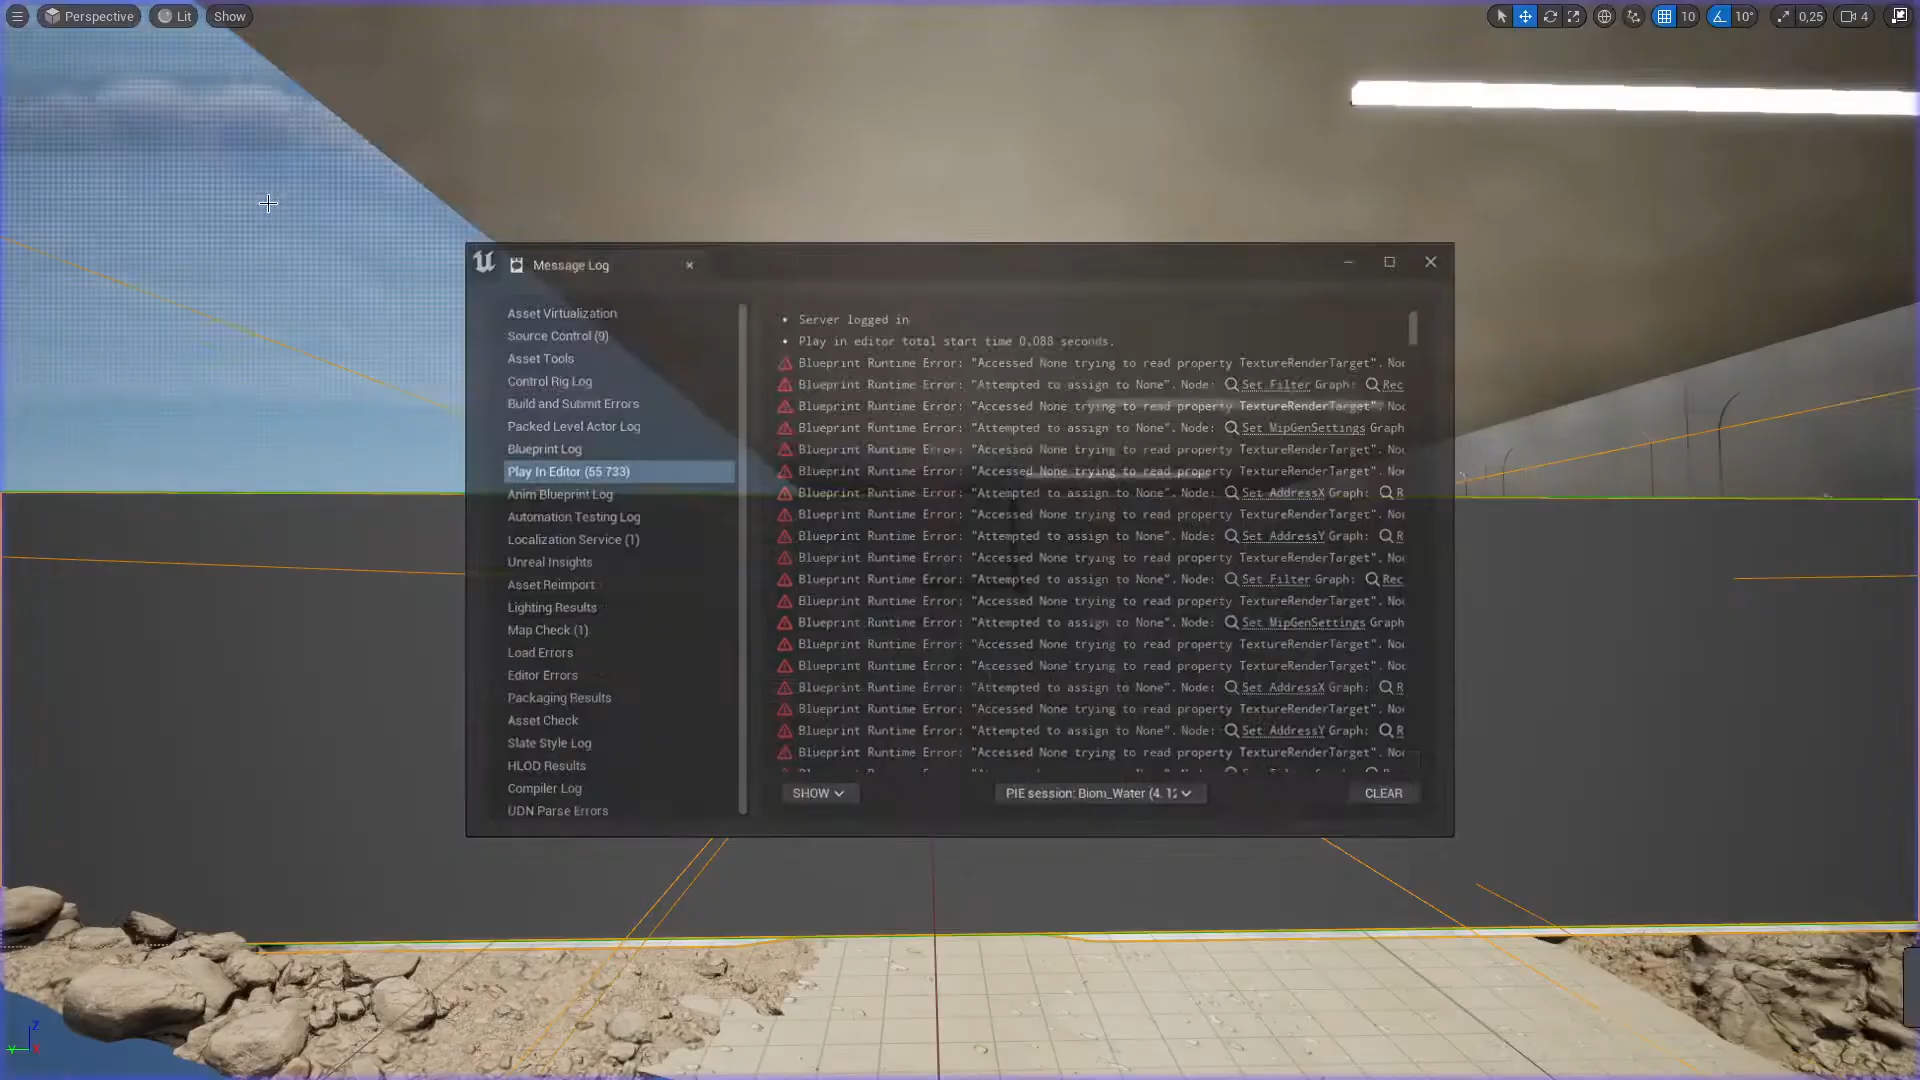 Perspective Lit Show 10 10° 0,25 4
Message Log
Asset Virtualization
Source Control (9)
Asset Tools
Control Rig Log
Build and Submit Errors
Packed Level Actor Log
Blueprint Log
Play In Editor (55 733)
Anim Blueprint Log
Automation Testing Log
Localization Service (1)
Unreal Insights
Asset Reimport
Lighting Results
Map Check (1)
Load Errors
Editor Errors
Packaging Results
Asset Check
Slate Style Log
HLOD Results
Compiler Log
UDN Parse Errors
• Server logged in
• Play in editor total start time 0,088 seconds.
Blueprint Runtime Error: "Accessed None trying to read property TextureRenderTarget". Noc
Blueprint Runtime Error: "Attempted to assign to None". Node: Set Filter Graph: Rec
Blueprint Runtime Error: "Accessed None trying to read property TextureRenderTarget". Noc
Blueprint Runtime Error: "Attempted to assign to None". Node: Set MipGenSettings Graph
Blueprint Runtime Error: "Accessed None trying to read property TextureRenderTarget". Noc
Blueprint Runtime Error: "Accessed None trying to read property TextureRenderTarget". Noc
Blueprint Runtime Error: "Attempted to assign to None". Node: Set AddressX Graph: R
Blueprint Runtime Error: "Accessed None trying to read property TextureRenderTarget". Noc
Blueprint Runtime Error: "Attempted to assign to None". Node: Set AddressY Graph: R
Blueprint Runtime Error: "Accessed None trying to read property TextureRenderTarget". Noc
Blueprint Runtime Error: "Attempted to assign to None". Node: Set Filter Graph: Rec
Blueprint Runtime Error: "Accessed None trying to read property TextureRenderTarget". Noc
Blueprint Runtime Error: "Attempted to assign to None". Node: Set MipGenSettings Graph
Blueprint Runtime Error: "Accessed None trying to read property TextureRenderTarget". Noc
Blueprint Runtime Error: "Accessed None trying to read property TextureRenderTarget". Noc
Blueprint Runtime Error: "Attempted to assign to None". Node: Set AddressX Graph: R
Blueprint Runtime Error: "Accessed None trying to read property TextureRenderTarget". Noc
Blueprint Runtime Error: "Attempted to assign to None". Node: Set AddressY Graph: R
Blueprint Runtime Error: "Accessed None trying to read property TextureRenderTarget". Noc
SHOW PIE session: Biom_Water (4. 12 CLEAR
Z
Y X